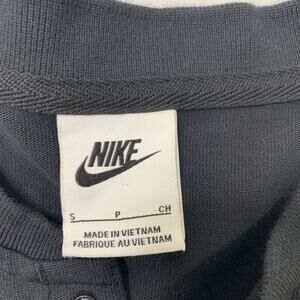 NIKE
S P CH
MADE IN VIETNAM
FABRIQUE AU VIETNAM